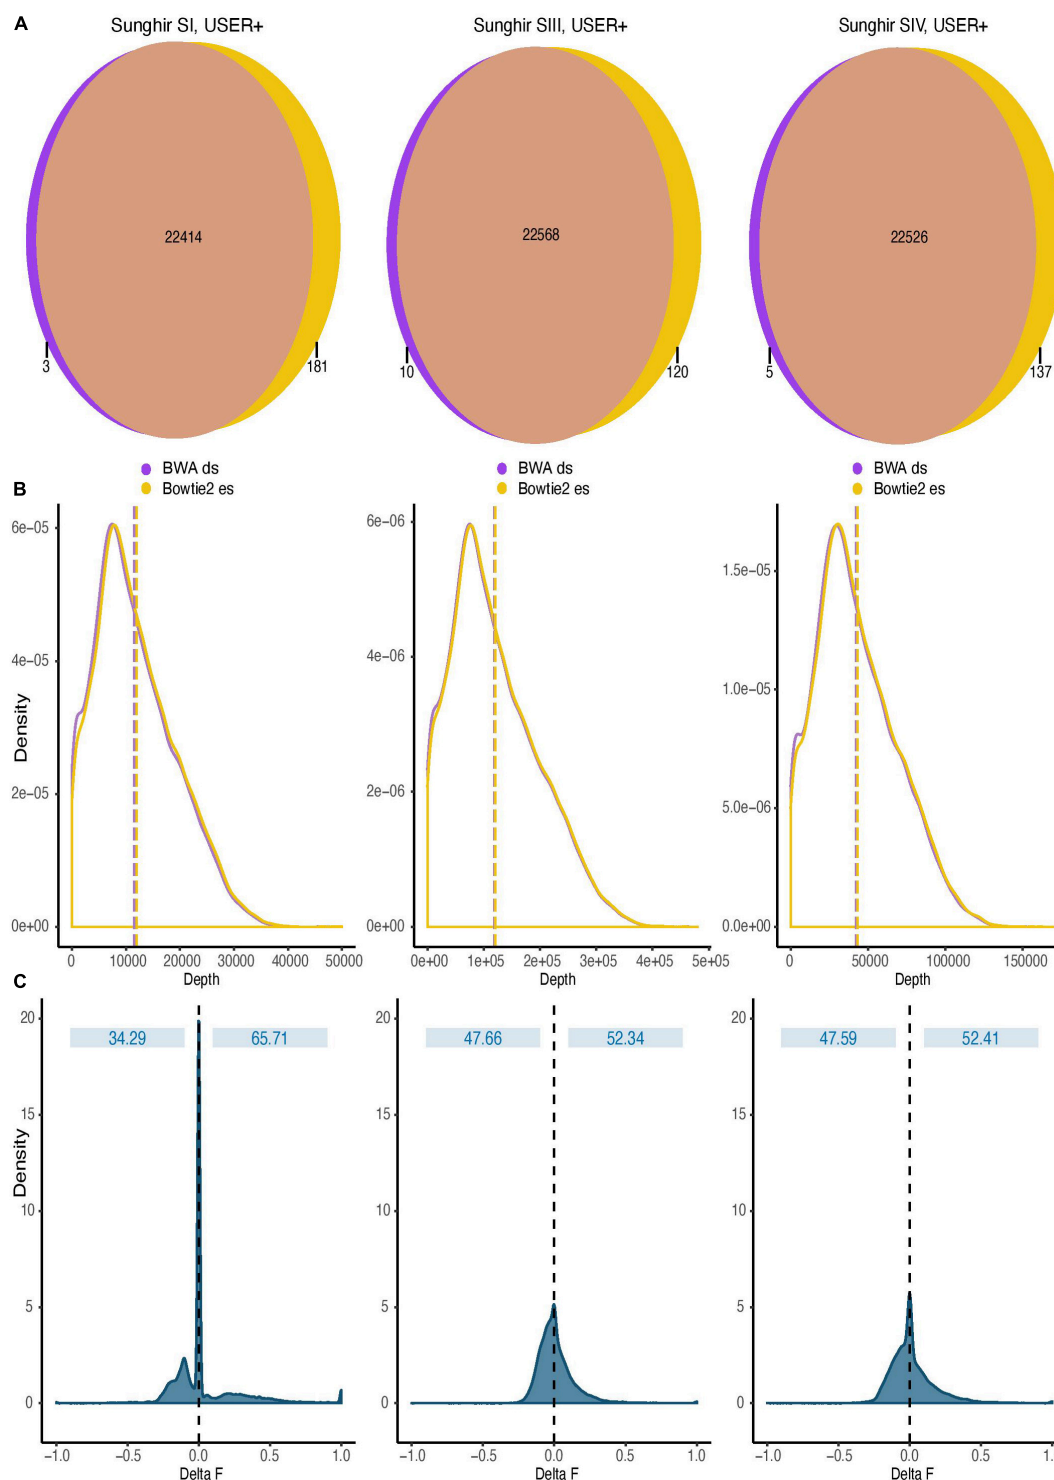 A
Sunghir SI, USER+
Sunghir SIII, USER+
Sunghir SIV, USER+
22414
22568
22526
3
181
10
120
5
137
BWA ds
Bowtie2 es
BWA ds
Bowtie2 es
BWA ds
Bowtie2 es
B
Density
6e−05
4e−05
2e−05
0e+00
0
10000
20000
30000
40000
50000
Depth
6e−06
4e−06
2e−06
0e+00
0e+00
1e+05
2e+05
3e+05
4e+05
5e+05
Depth
1.5e−05
1.0e−05
5.0e−06
0.0e+00
0
50000
100000
150000
Depth
C
Density
20
15
10
5
0
34.29
65.71
−1.0
−0.5
0.0
0.5
1.0
Delta F
20
15
10
5
0
47.66
52.34
−1.0
−0.5
0.0
0.5
1.0
Delta F
20
15
10
5
0
47.59
52.41
−1.0
−0.5
0.0
0.5
1.0
Delta F